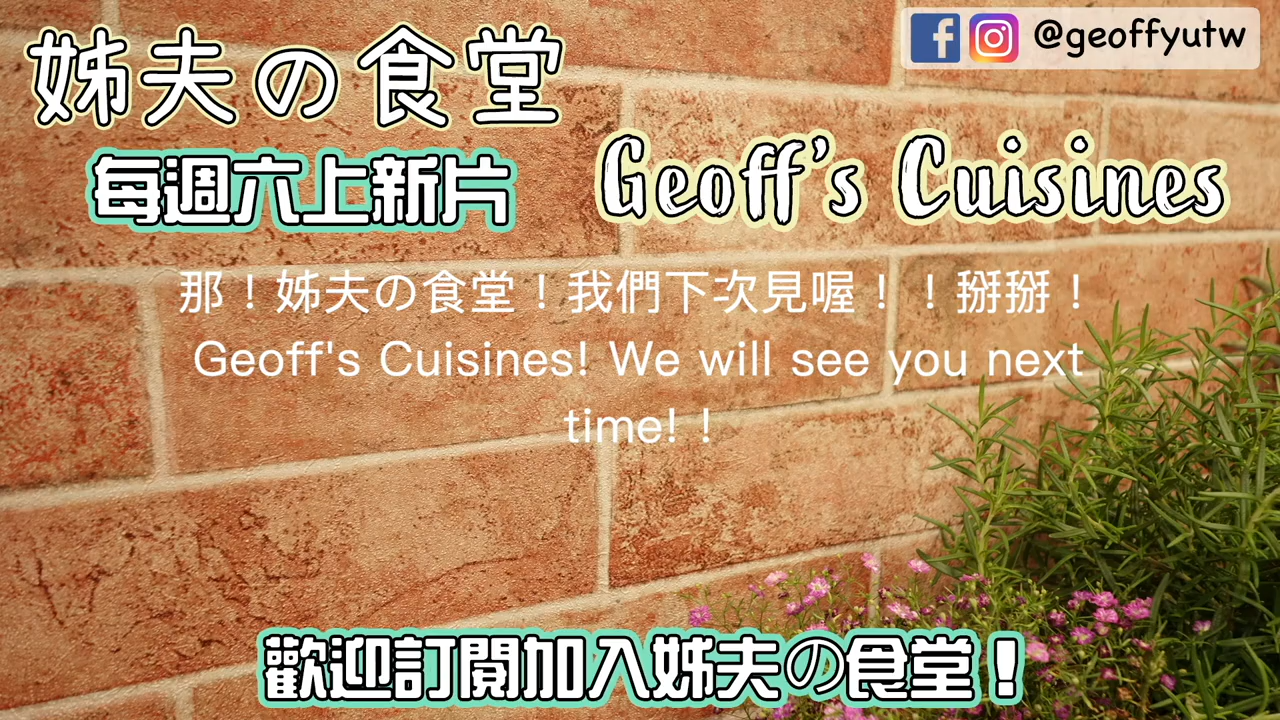 姊夫の食堂
@geoffyutw
每週六上新片
Geoff's Cuisines
那！姊夫の食堂！我們下次見喔！！掰掰！
Geoff's Cuisines! We will see you next
time!！
歡迎訂閱加入姊夫の食堂！